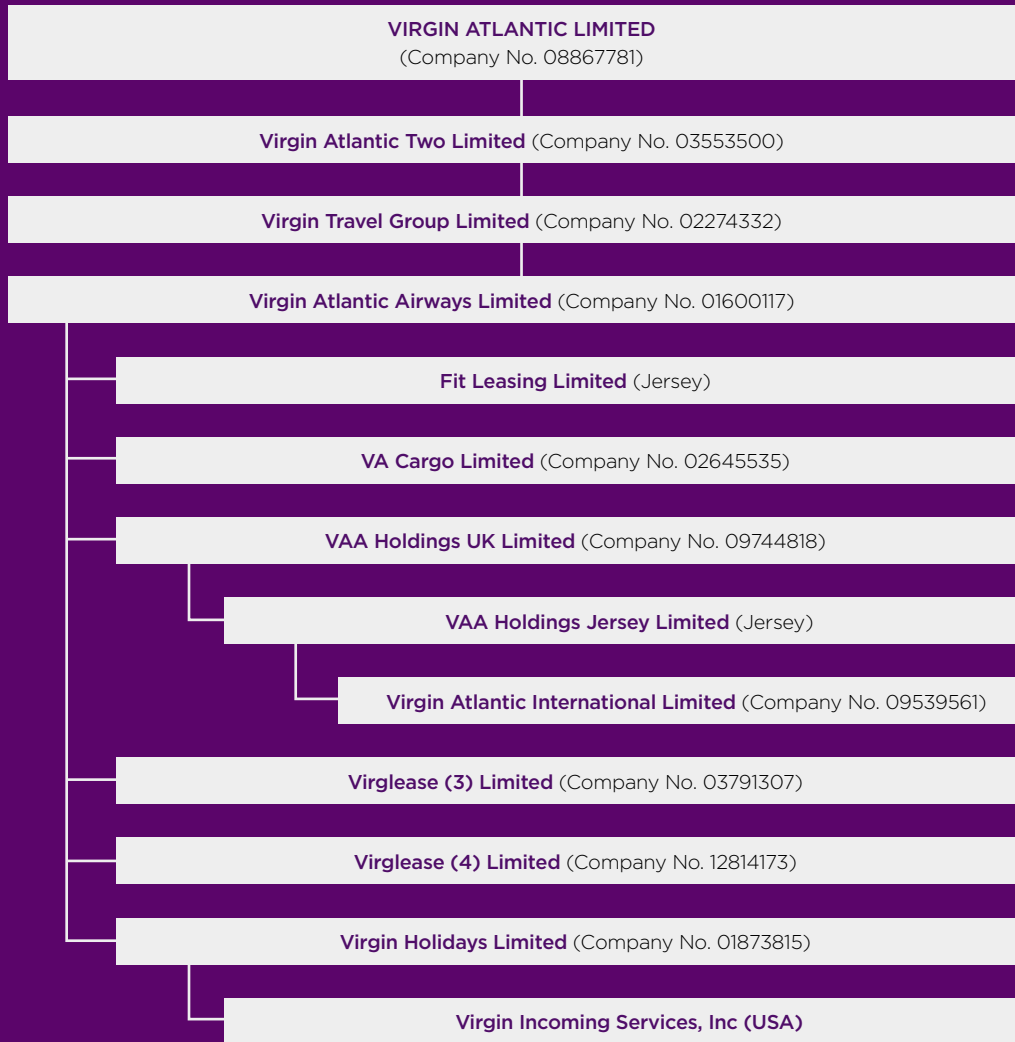 VIRGIN ATLANTIC LIMITED
(Company No. 08867781)
Virgin Atlantic Two Limited (Company No. 03553500)
Virgin Travel Group Limited (Company No. 02274332)
Virgin Atlantic Airways Limited (Company No. 01600117)
Fit Leasing Limited (Jersey)
VA Cargo Limited (Company No. 02645535)
VAA Holdings UK Limited (Company No. 09744818)
VAA Holdings Jersey Limited (Jersey)
Virgin Atlantic International Limited (Company No. 09539561)
Virglease (3) Limited (Company No. 03791307)
Virglease (4) Limited (Company No. 12814173)
Virgin Holidays Limited (Company No. 01873815)
Virgin Incoming Services, Inc (USA)